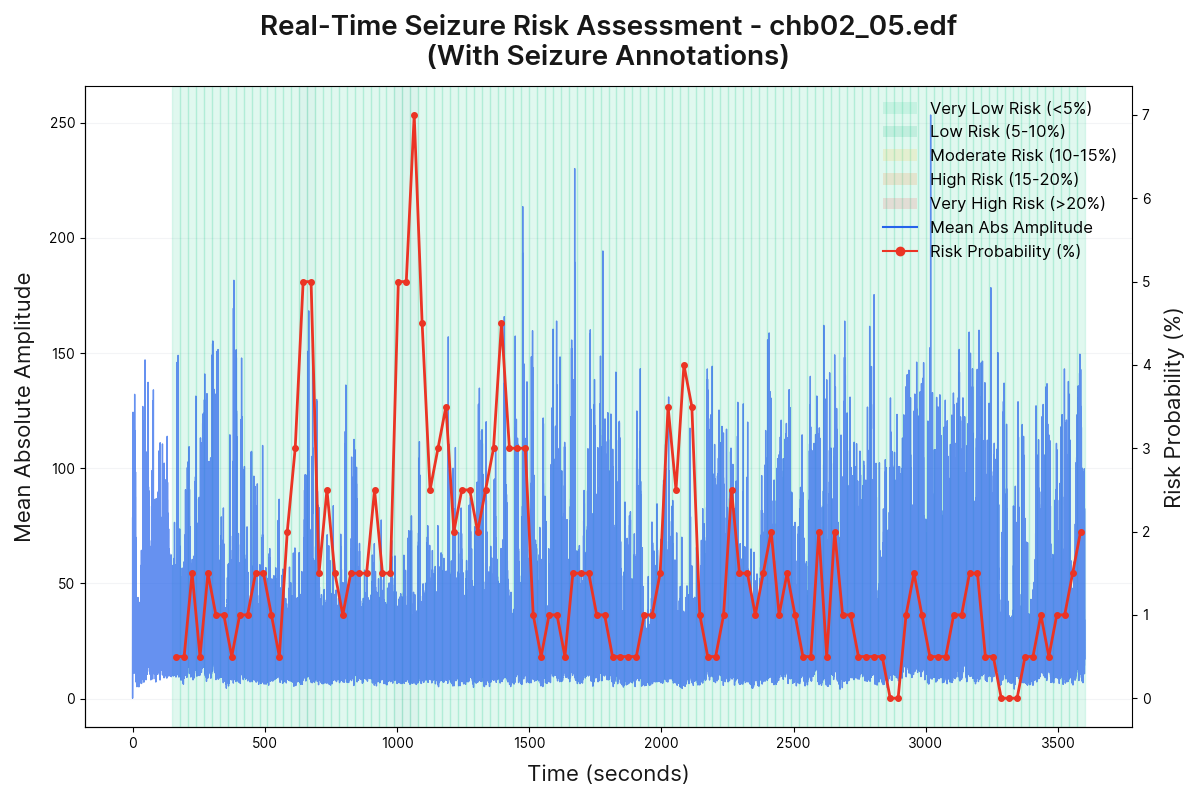 Real-Time Seizure Risk Assessment - chb02_05.edf
(With Seizure Annotations)
Mean Absolute Amplitude
250
200
150
100
50
0
Very Low Risk (<5%)
Low Risk (5-10%)
Moderate Risk (10-15%)
High Risk (15-20%)
Very High Risk (>20%)
Mean Abs Amplitude
Risk Probability (%)
7
6
5
4
3
2
1
0
Risk Probability (%)
0 500 1000 1500 2000 2500 3000 3500
Time (seconds)